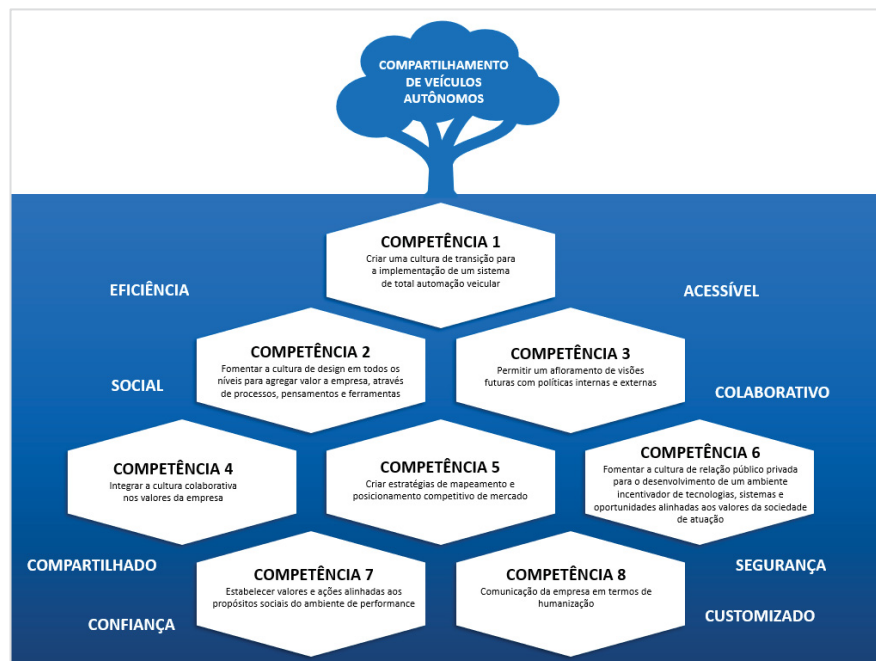 COMPARTILHAMENTO
DE VEÍCULOS
AUTÔNOMOS
COMPETÊNCIA 1
Criar uma cultura de transição para
a implementação de um sistema
de total automação veicular
EFICIÊNCIA
ACESSÍVEL
COMPETÊNCIA 2
Fomentar a cultura de design em todos os
níveis para agregar valor a empresa, através
de processos, pensamentos e ferramentas
COMPETÊNCIA 3
Permitir um afloramento de visões
futuras com políticas internas e externas
SOCIAL
COLABORATIVO
COMPETÊNCIA 4
Integrar a cultura colaborativa
nos valores da empresa
COMPETÊNCIA 5
Criar estratégias de mapeamento e
posicionamento competitivo de mercado
COMPETÊNCIA 6
Fomentar a cultura de relação público privada
para o desenvolvimento de um ambiente
incentivador de tecnologias, sistemas e
oportunidades alinhadas aos valores da sociedade
de atuação
COMPARTILHADO
SEGURANÇA
COMPETÊNCIA 7
Estabelecer valores e ações alinhadas aos
propósitos sociais do ambiente de performance
COMPETÊNCIA 8
Comunicação da empresa em termos de
humanização
CONFIANÇA
CUSTOMIZADO